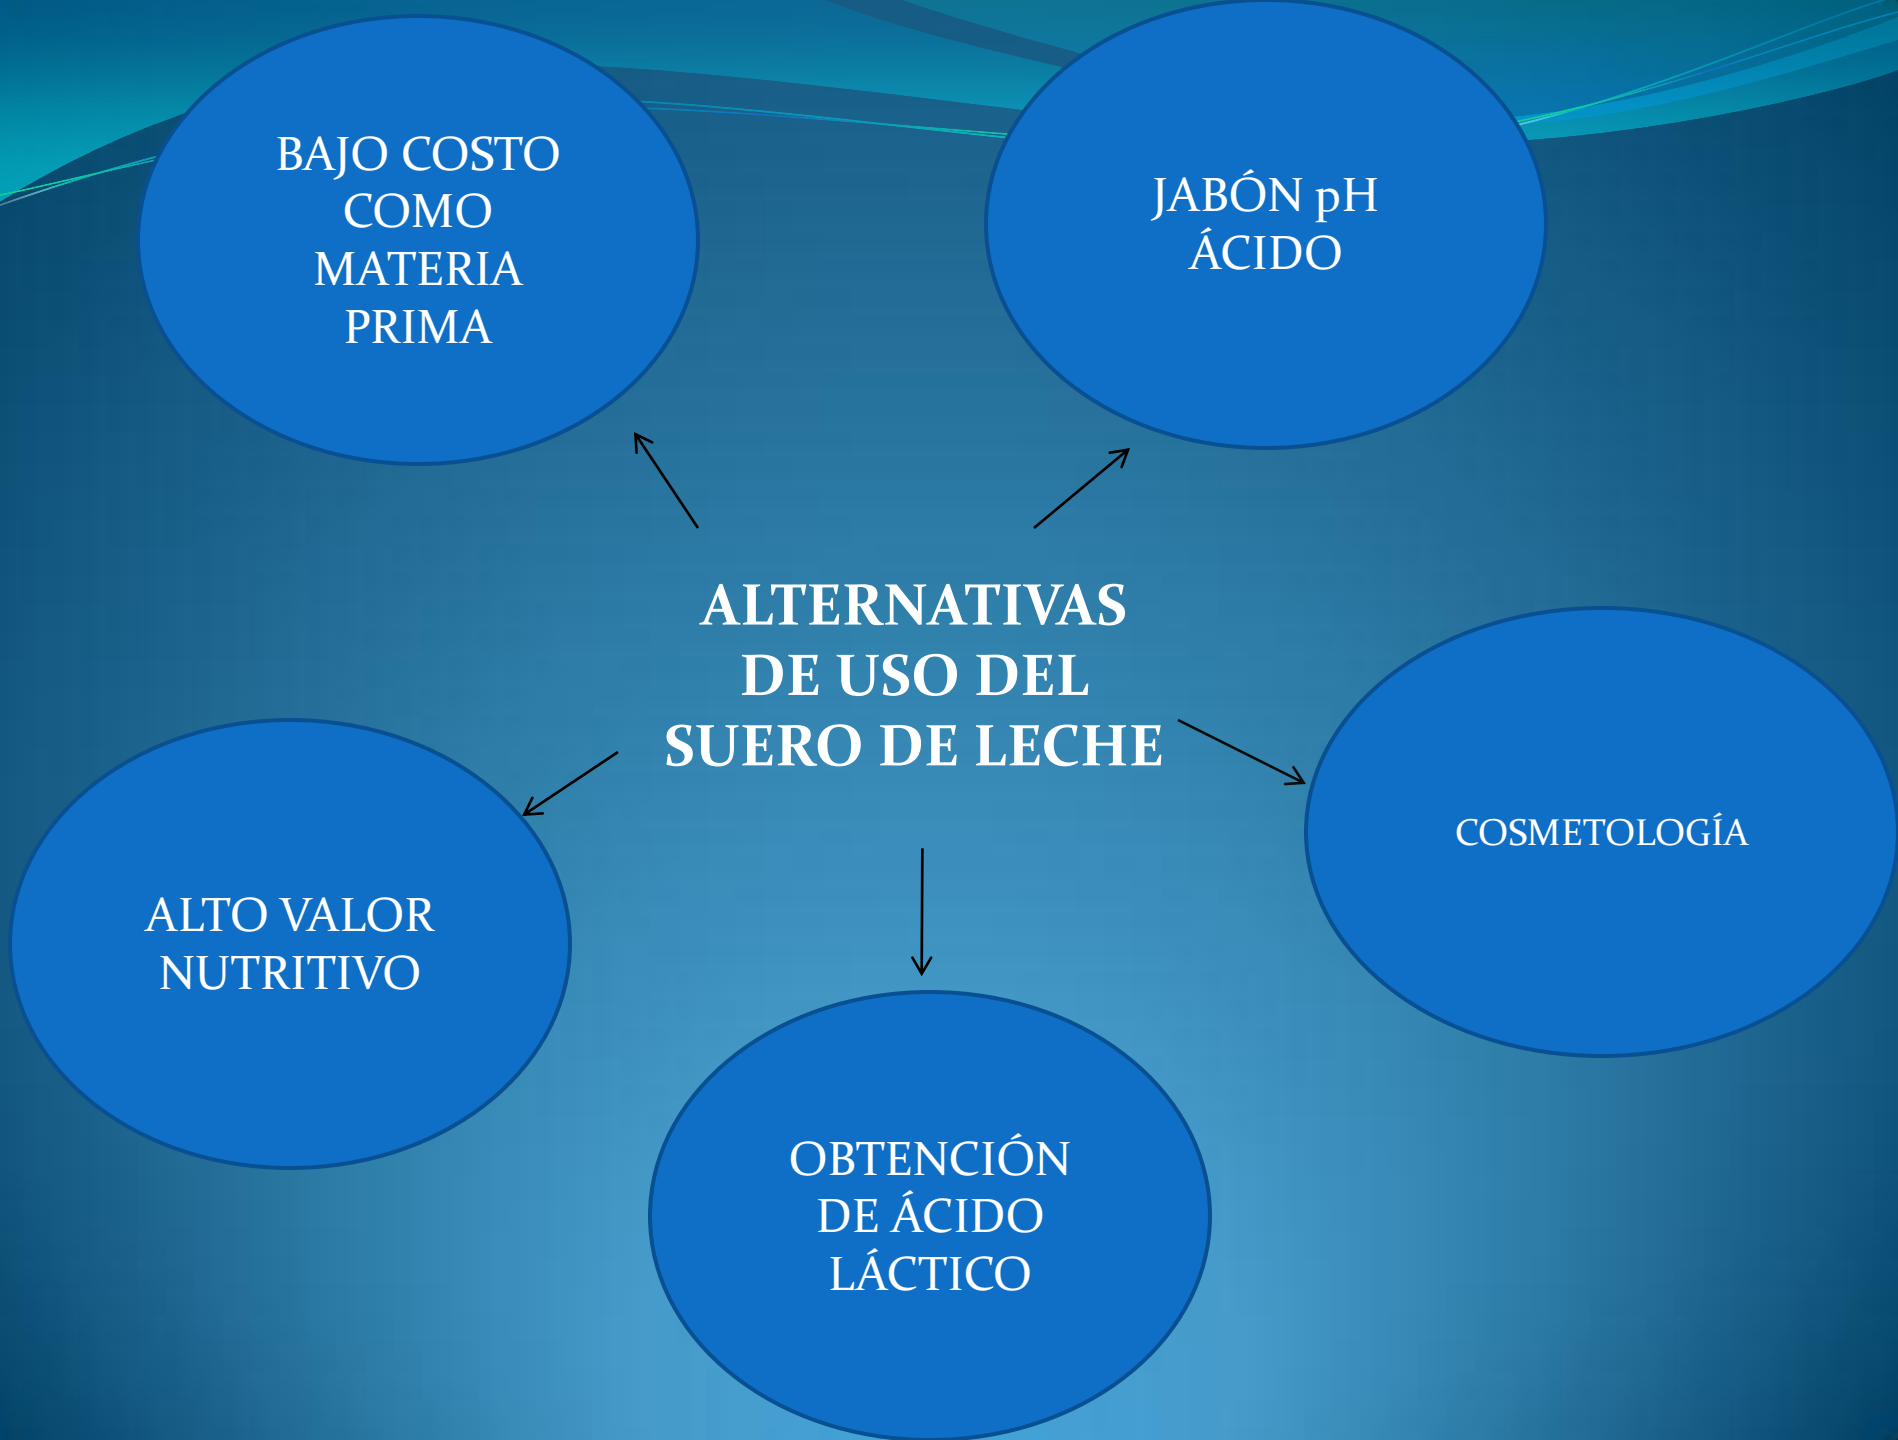 BAJO COSTO
COMO
MATERIA
PRIMA
JABÓN pH
ÁCIDO
ALTERNATIVAS
DE USO DEL
SUERO DE LECHE
COSMETOLOGÍA
ALTO VALOR
NUTRITIVO
OBTENCIÓN
DE ÁCIDO
LÁCTICO